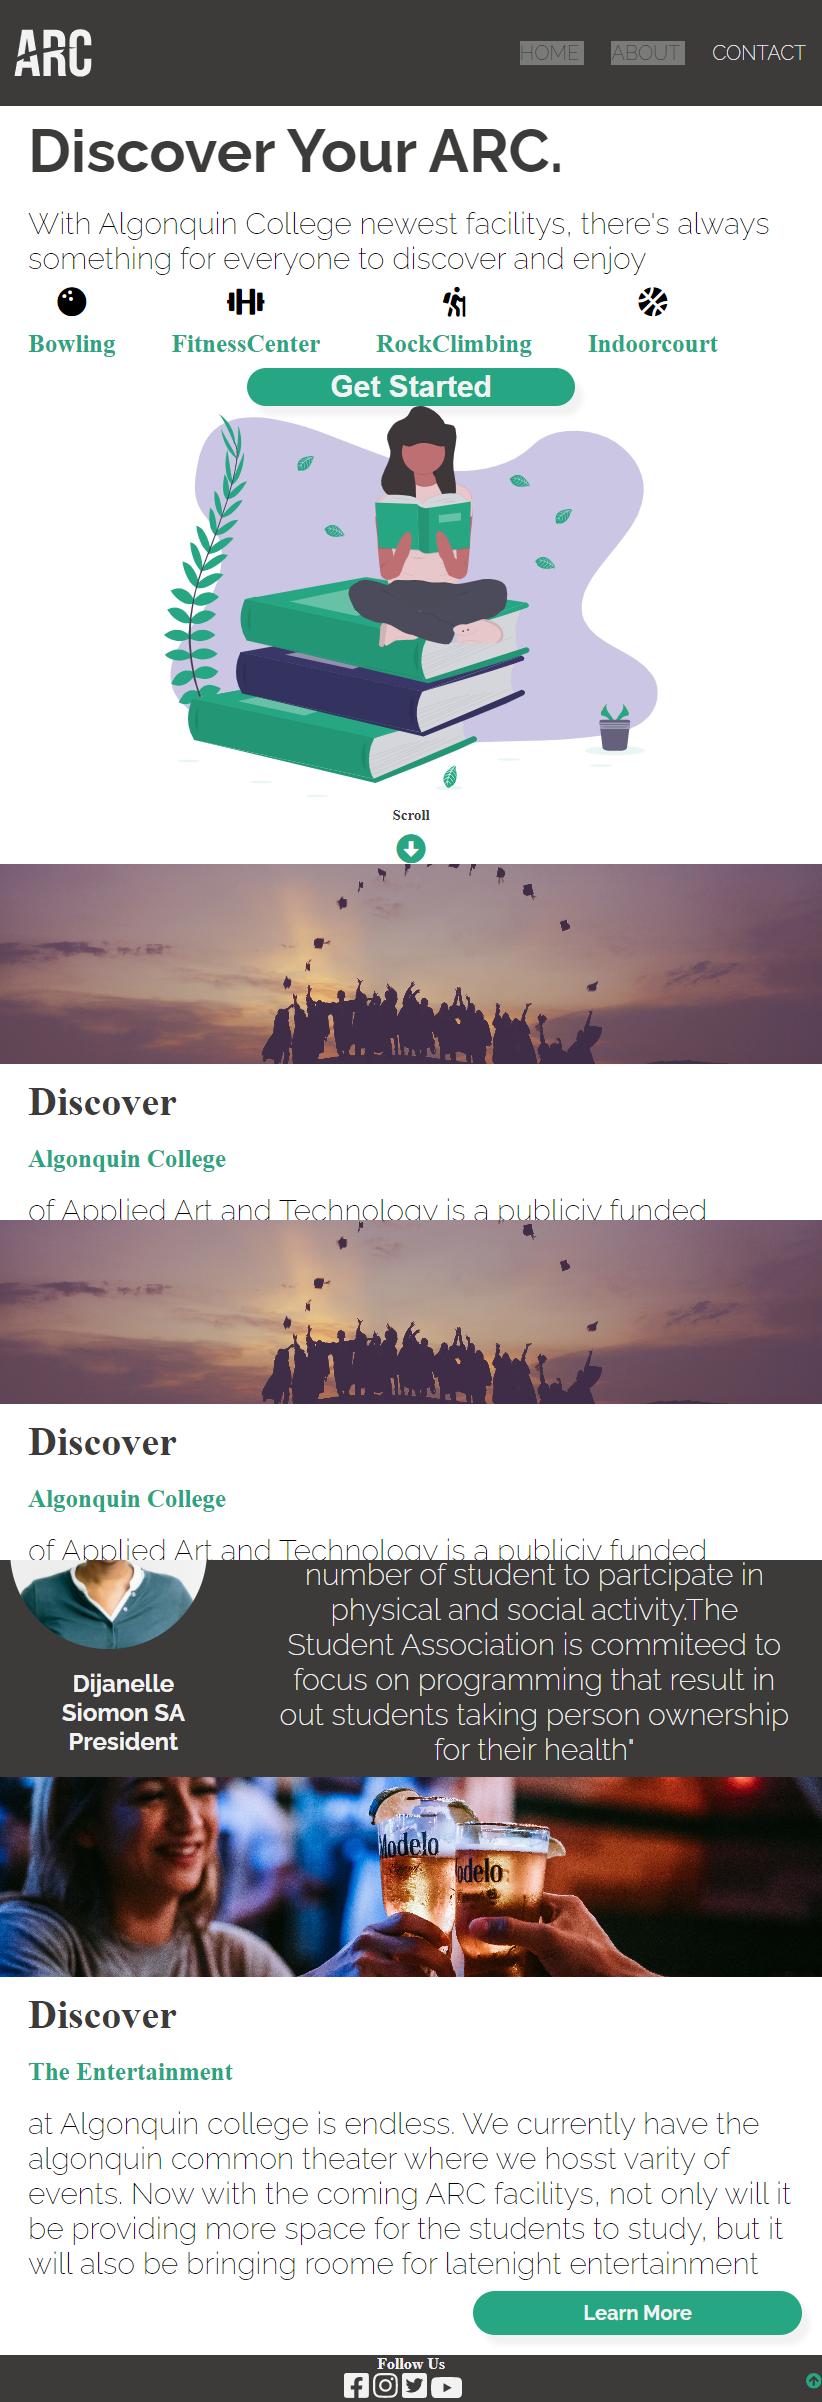 ARC
HOME ABOUT CONTACT
Discover Your ARC.
With Algonquin College newest facilitys, there's always
something for everyone to discover and enjoy
Bowling FitnessCenter RockClimbing Indoorcourt
Get Started
Scroll
Discover
Algonquin College
of Applied Art and Technology is a publiciy funded
Discover
Algonquin College
of Applied Art and Technology is a publiciy funded
number of student to partcipate in
physical and social activity.The
Student Association is commiteed to
focus on programming that result in
out students taking person ownership
for their health"
Dijanelle
Siomon SA
President
Modelo
odelo
Discover
The Entertainment
at Algonquin college is endless. We currently have the
algonquin common theater where we hosst varity of
events. Now with the coming ARC facilitys, not only will it
be providing more space for the students to study, but it
will also be bringing roome for latenight entertainment
Learn More
Follow Us